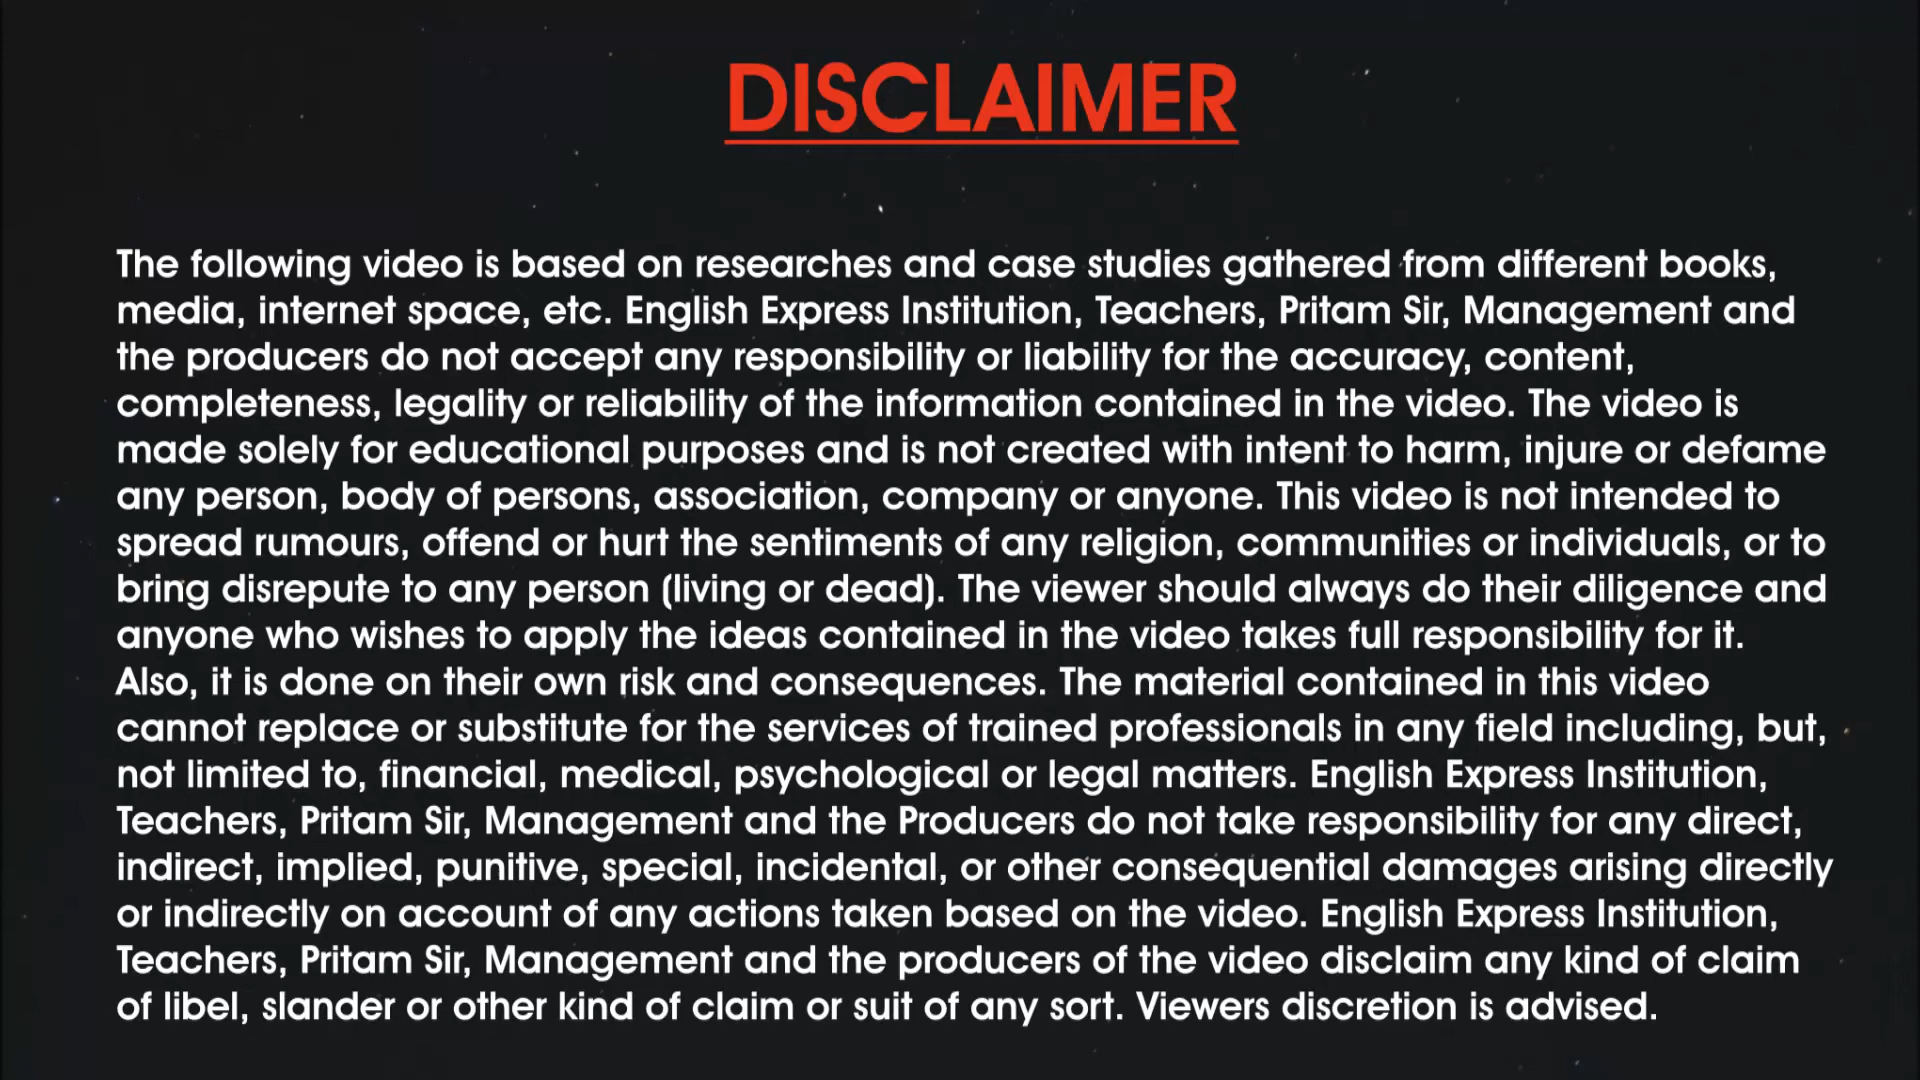 DISCLAIMER
The following video is based on researches and case studies gathered from different books,
media, internet space, etc. English Express Institution, Teachers, Pritam Sir, Management and
the producers do not accept any responsibility or liability for the accuracy, content,
completeness, legality or reliability of the information contained in the video. The video is
made solely for educational purposes and is not created with intent to harm, injure or defame
any person, body of persons, association, company or anyone. This video is not intended to
spread rumours, offend or hurt the sentiments of any religion, communities or individuals, or to
bring disrepute to any person (living or dead). The viewer should always do their diligence and
anyone who wishes to apply the ideas contained in the video takes full responsibility for it.
Also, it is done on their own risk and consequences. The material contained in this video
cannot replace or substitute for the services of trained professionals in any field including, but,
not limited to, financial, medical, psychological or legal matters. English Express Institution,
Teachers, Pritam Sir, Management and the Producers do not take responsibility for any direct,
indirect, implied, punitive, special, incidental, or other consequential damages arising directly
or indirectly on account of any actions taken based on the video. English Express Institution,
Teachers, Pritam Sir, Management and the producers of the video disclaim any kind of claim
of libel, slander or other kind of claim or suit of any sort. Viewers discretion is advised.